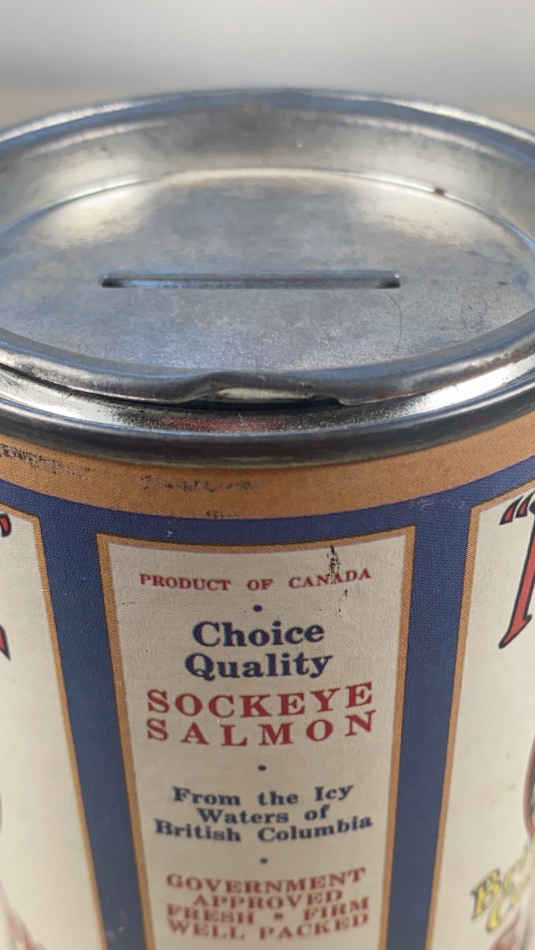 PRODUCT OF CANADA
Choice
Quality
SOCKEYE
SALMON
From the Icy
Waters of
British Columbia
GOVERNMENT
APPROVED
FRESH • FIRM
WELL PACKED